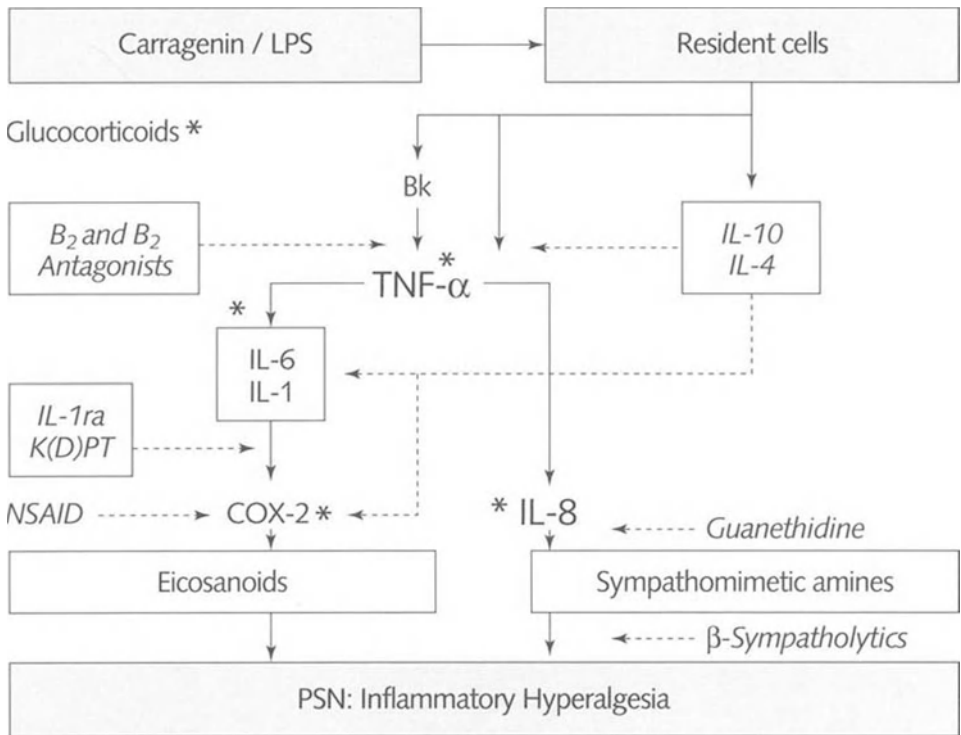 Carragenin / LPS
Resident cells
Glucocorticoids *
Bk
B₂ and B₂
Antagonists
IL-10
IL-4
TNF-α *
*
IL-6
IL-1
IL-1ra
K(D)PT
NSAID
COX-2 *
* IL-8
Guanethidine
Eicosanoids
Sympathomimetic amines
β-Sympatholytics
PSN: Inflammatory Hyperalgesia